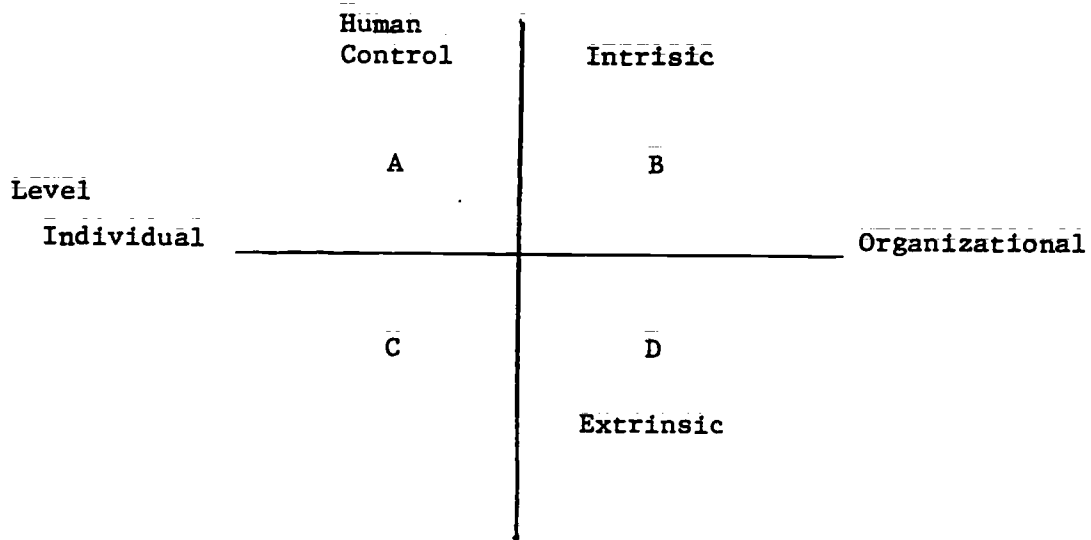 Human
Control
Intrisic
A
B
Level
Individual
Organizational
C
D
Extrinsic